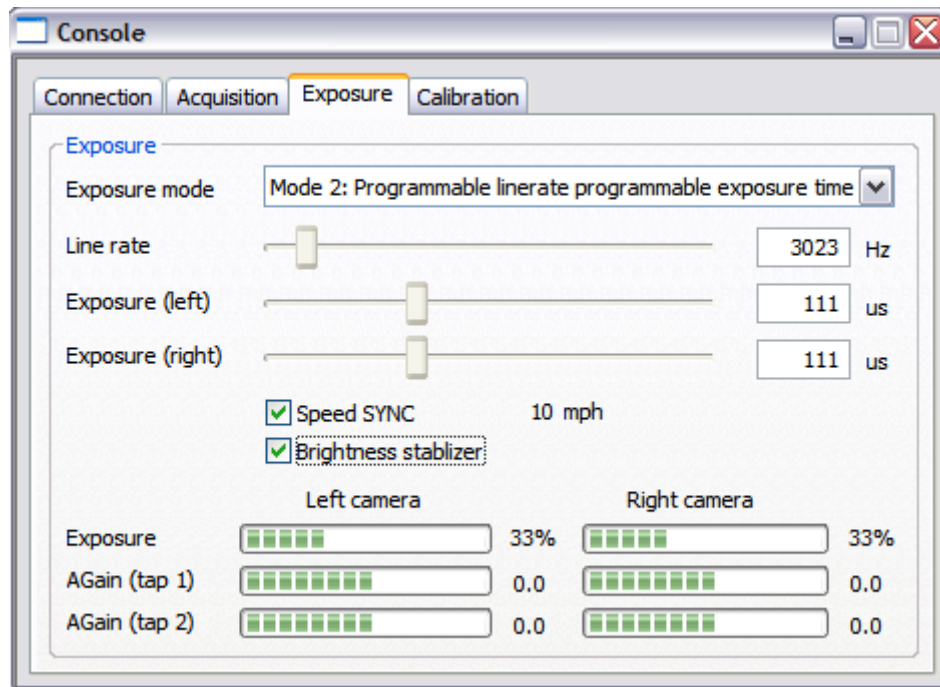 Console
Connection Acquisition Exposure Calibration
Exposure
Exposure mode Mode 2: Programmable linerate programmable exposure time
Line rate 3023 Hz
Exposure (left) 111 us
Exposure (right) 111 us
Speed SYNC 10 mph
Brightness stablizer
Left camera Right camera
Exposure 33% 33%
AGain (tap 1) 0.0 0.0
AGain (tap 2) 0.0 0.0